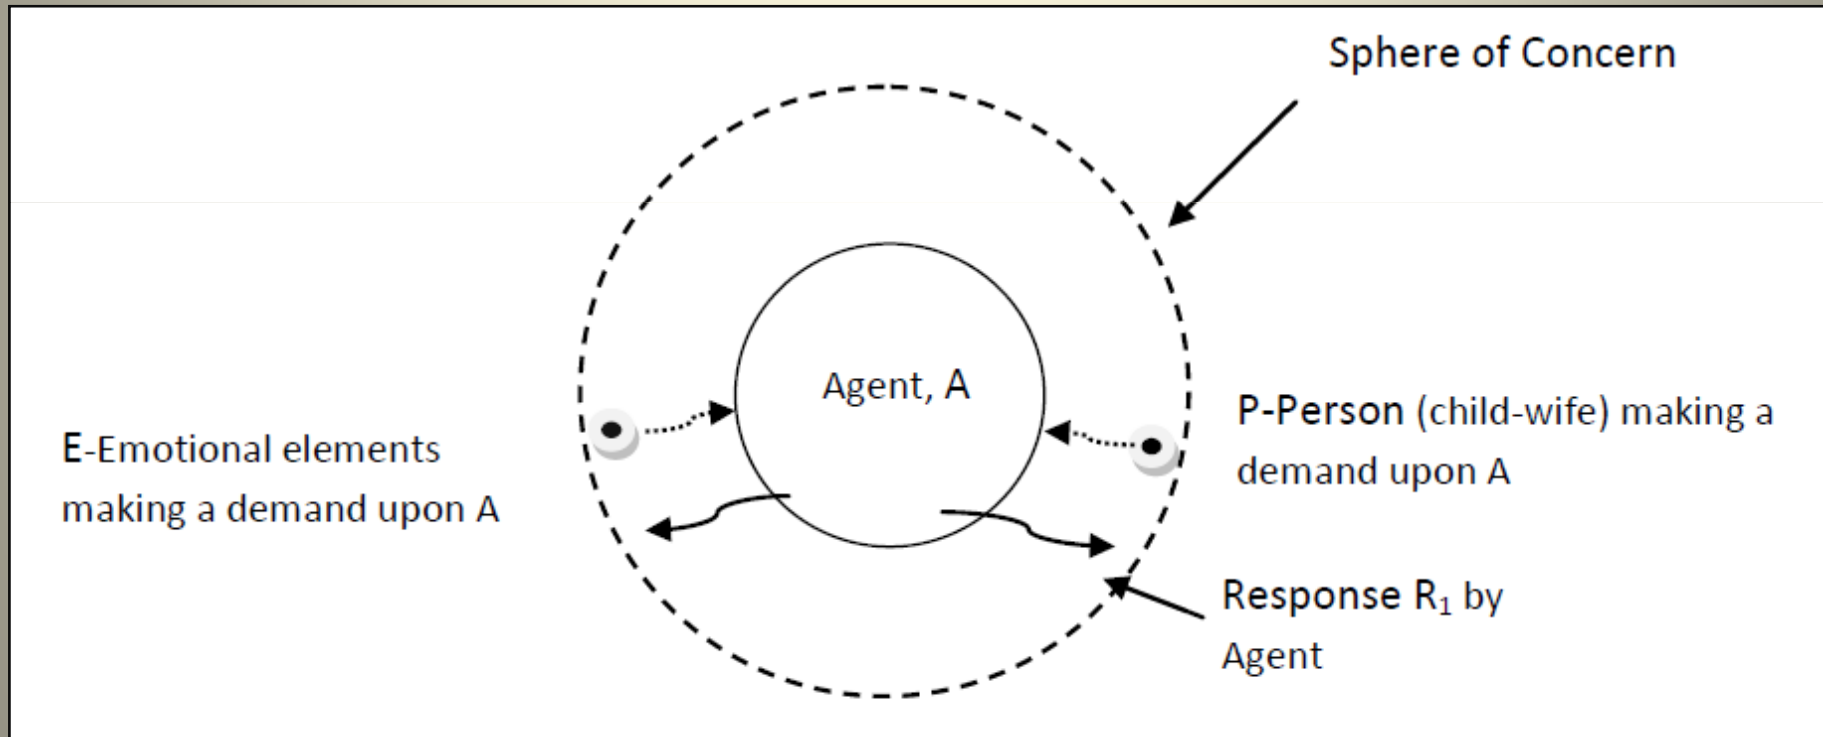 Sphere of Concern
Agent, A
P-Person (child-wife) making a
demand upon A
E-Emotional elements
making a demand upon A
Response R₁ by
Agent